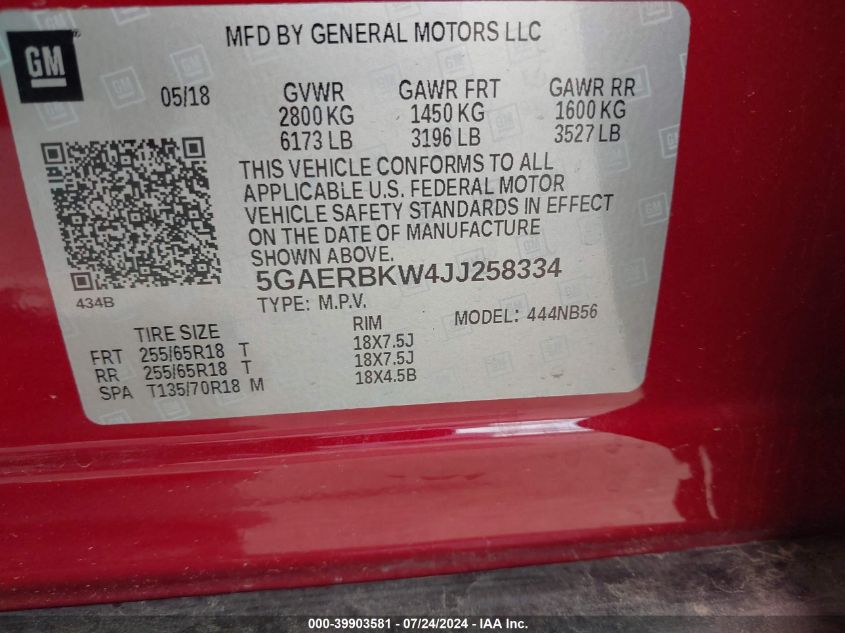 MFD BY GENERAL MOTORS LLC
GM
05/18 GVWR GAWR FRT GAWR RR
2800 KG 1450 KG 1600 KG
6173 LB 3196 LB 3527 LB
THIS VEHICLE CONFORMS TO ALL
APPLICABLE U.S. FEDERAL MOTOR
VEHICLE SAFETY STANDARDS IN EFFECT
ON THE DATE OF MANUFACTURE
SHOWN ABOVE.
434B
5GAERBKW4JJ258334
TYPE: M.P.V. MODEL: 444NB56
TIRE SIZE RIM
FRT 255/65R18 T 18X7.5J
RR 255/65R18 T 18X7.5J
SPA T135/70R18 M 18X4.5B
000-39903581 - 07/24/2024 - IAA Inc.